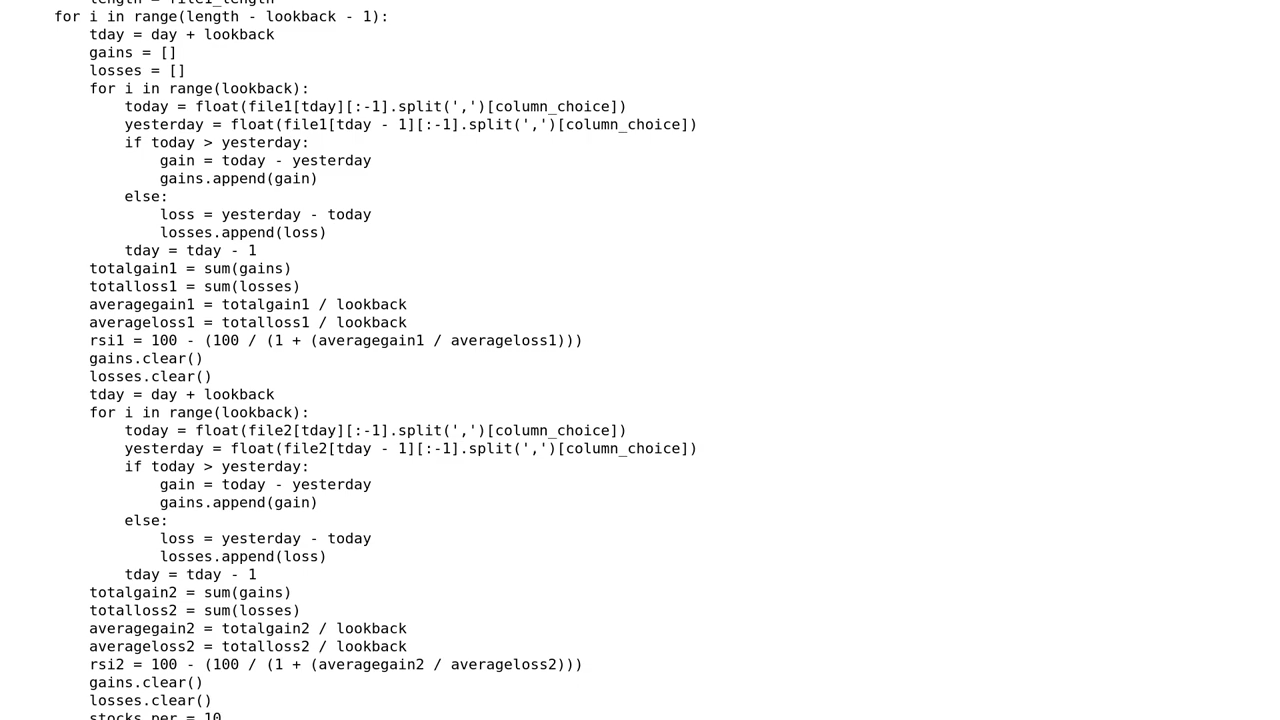 length = file1_length
for i in range(length - lookback - 1):
    tday = day + lookback
    gains = []
    losses = []
    for i in range(lookback):
        today = float(file1[tday][:-1].split(',')[column_choice])
        yesterday = float(file1[tday - 1][:-1].split(',')[column_choice])
        if today > yesterday:
            gain = today - yesterday
            gains.append(gain)
        else:
            loss = yesterday - today
            losses.append(loss)
        tday = tday - 1
    totalgain1 = sum(gains)
    totalloss1 = sum(losses)
    averagegain1 = totalgain1 / lookback
    averageloss1 = totalloss1 / lookback
    rsi1 = 100 - (100 / (1 + (averagegain1 / averageloss1)))
    gains.clear()
    losses.clear()
    tday = day + lookback
    for i in range(lookback):
        today = float(file2[tday][:-1].split(',')[column_choice])
        yesterday = float(file2[tday - 1][:-1].split(',')[column_choice])
        if today > yesterday:
            gain = today - yesterday
            gains.append(gain)
        else:
            loss = yesterday - today
            losses.append(loss)
        tday = tday - 1
    totalgain2 = sum(gains)
    totalloss2 = sum(losses)
    averagegain2 = totalgain2 / lookback
    averageloss2 = totalloss2 / lookback
    rsi2 = 100 - (100 / (1 + (averagegain2 / averageloss2)))
    gains.clear()
    losses.clear()
    stocks_per = 10